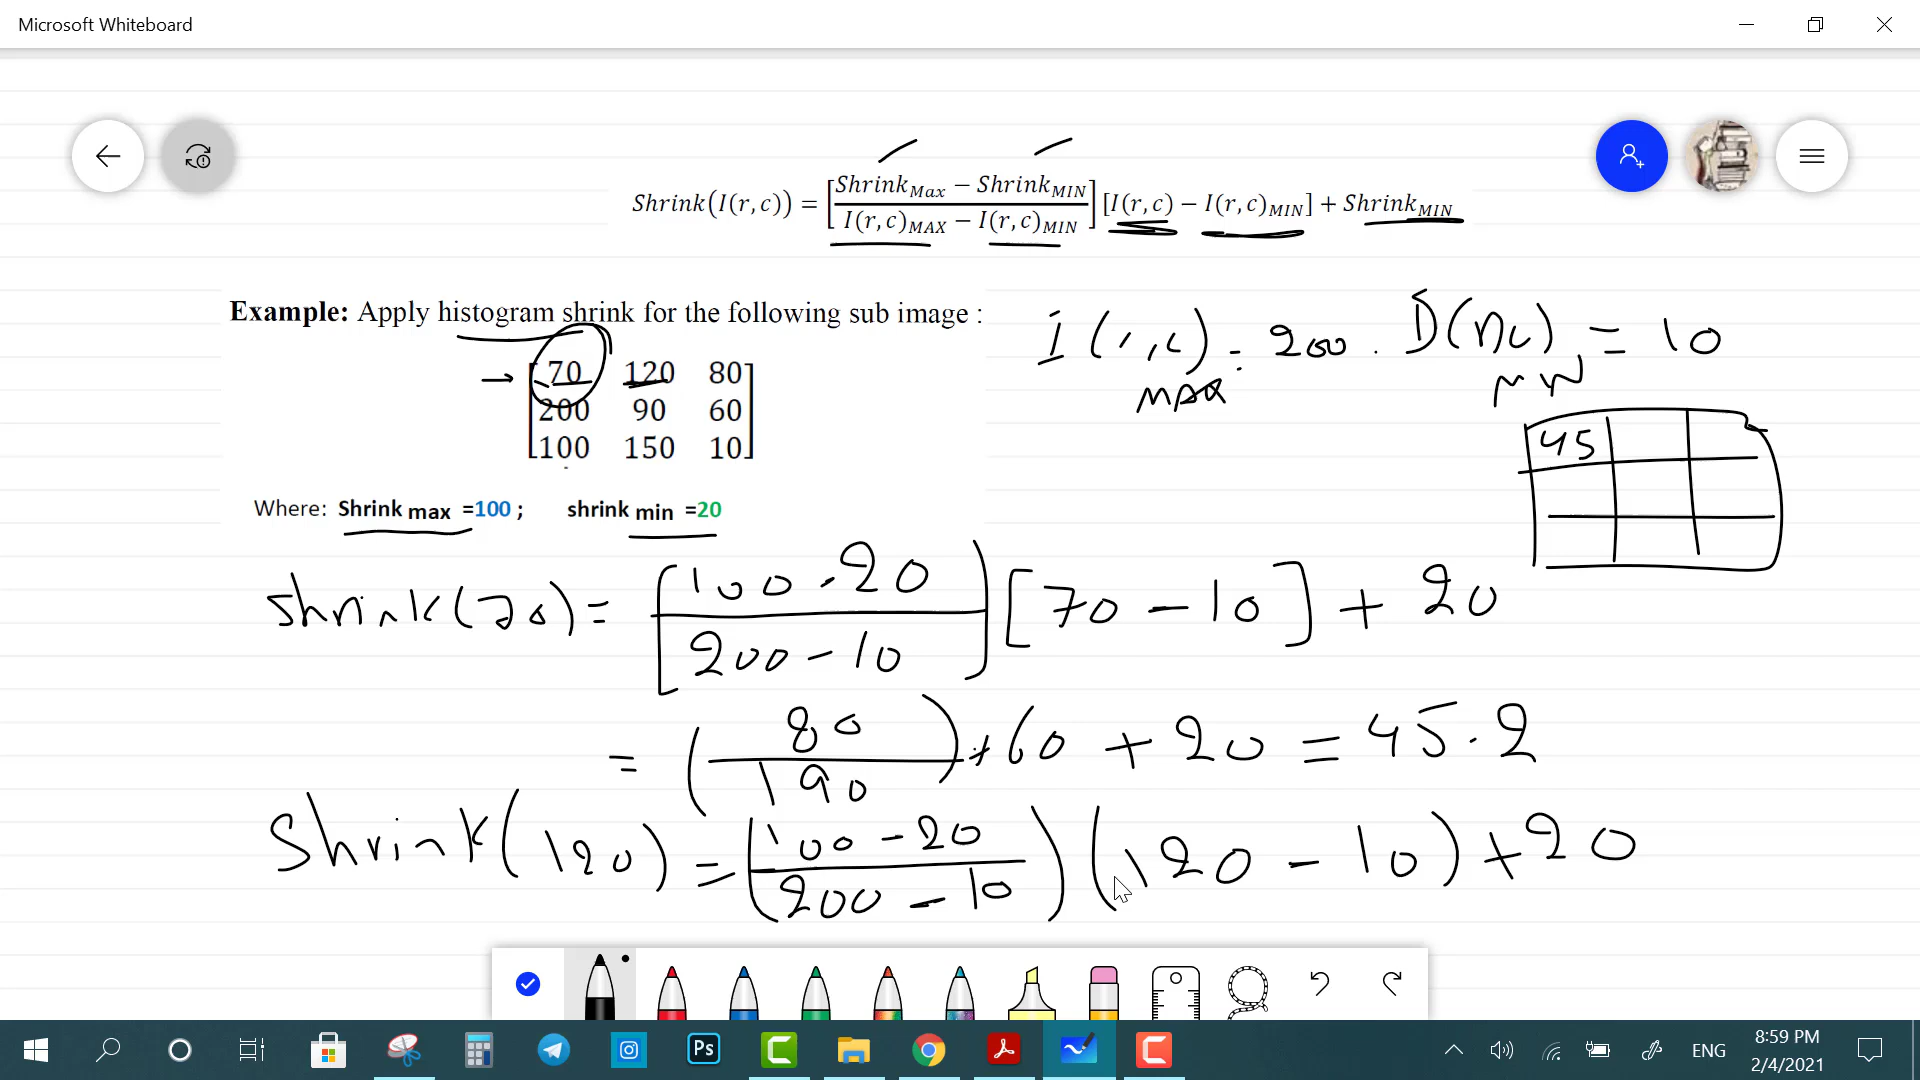 Microsoft Whiteboard
Shrink(I(r,c)) = [Shrink_Max − Shrink_MIN / I(r,c)_MAX − I(r,c)_MIN] [I(r,c) − I(r,c)_MIN] + Shrink_MIN
Example: Apply histogram shrink for the following sub image :
I(r,c) = 200 .
MAX
= 10
MIN
→ [70 120 80
200 90 60
100 150 10]
45
Where: Shrink max =100 ; shrink min =20
Shrink(70) = [100 - 20 / 200 - 10] [70 - 10] + 20
= (80 / 190) * 60 + 20 = 45.2
Shrink(120) = (100 - 20 / 200 - 10) (120 - 10) + 20
Ps
ENG
8:59 PM
2/4/2021